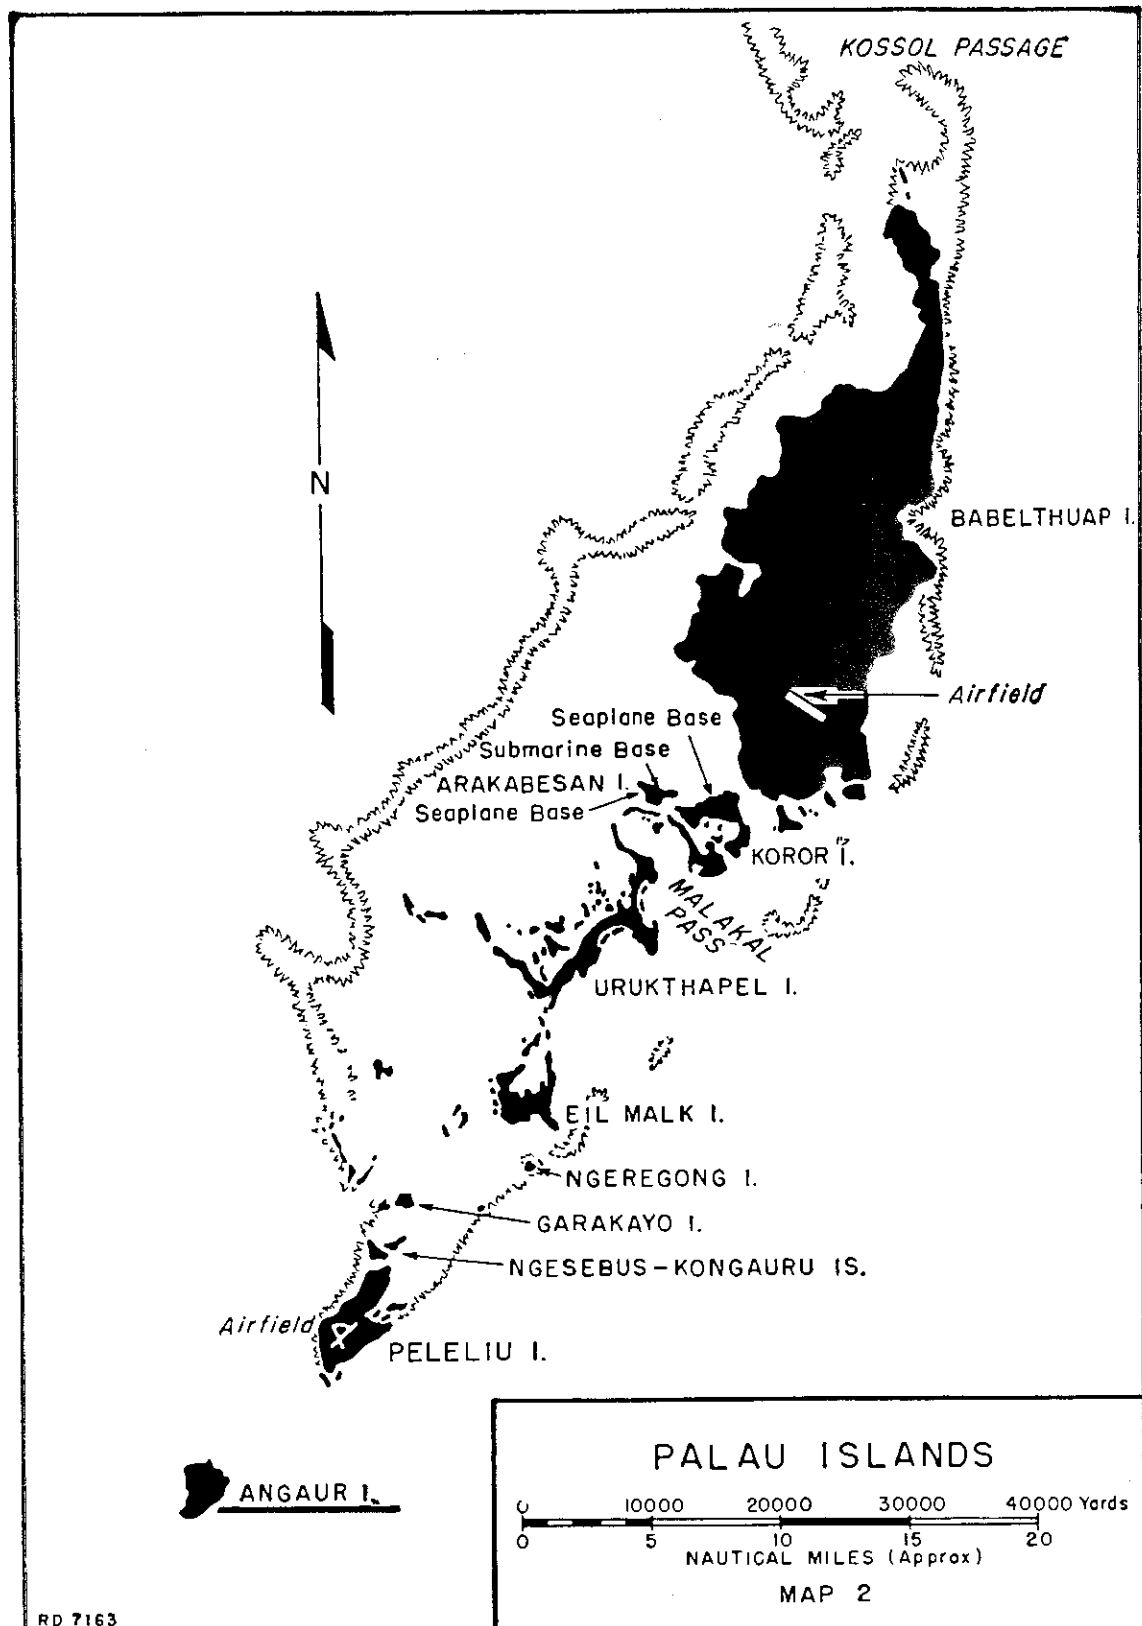 KOSSOL PASSAGE
N
BABELTHUAP I.
Airfield
Seaplane Base
Submarine Base
ARAKABESAN I.
Seaplane Base
KOROR I.
MALAKAL
PASS
URUKTHAPEL I.
EIL MALK I.
NGEREGONG I.
GARAKAYO I.
NGESEBUS-KONGAURU IS.
Airfield
PELELIU I.
ANGAUR I.
PALAU ISLANDS
0 10000 20000 30000 40000 Yards
0 5 10 15 20
NAUTICAL MILES (Approx)
MAP 2
RD 7163